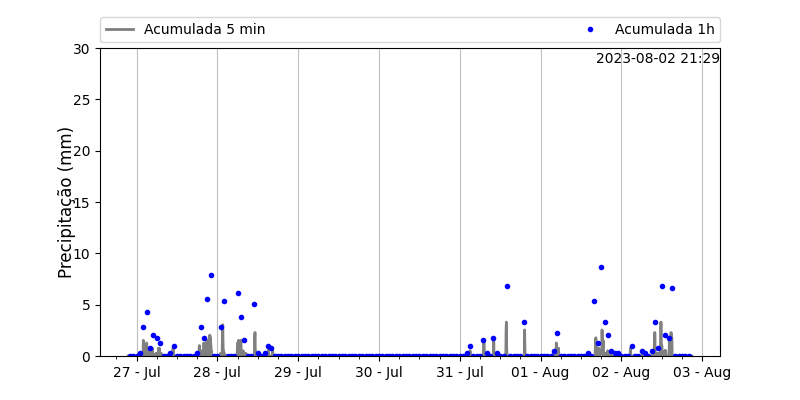 Acumulada 5 min
Acumulada 1h
2023-08-02 21:29
Precipitação (mm)
30
25
20
15
10
5
0
27 - Jul
28 - Jul
29 - Jul
30 - Jul
31 - Jul
01 - Aug
02 - Aug
03 - Aug